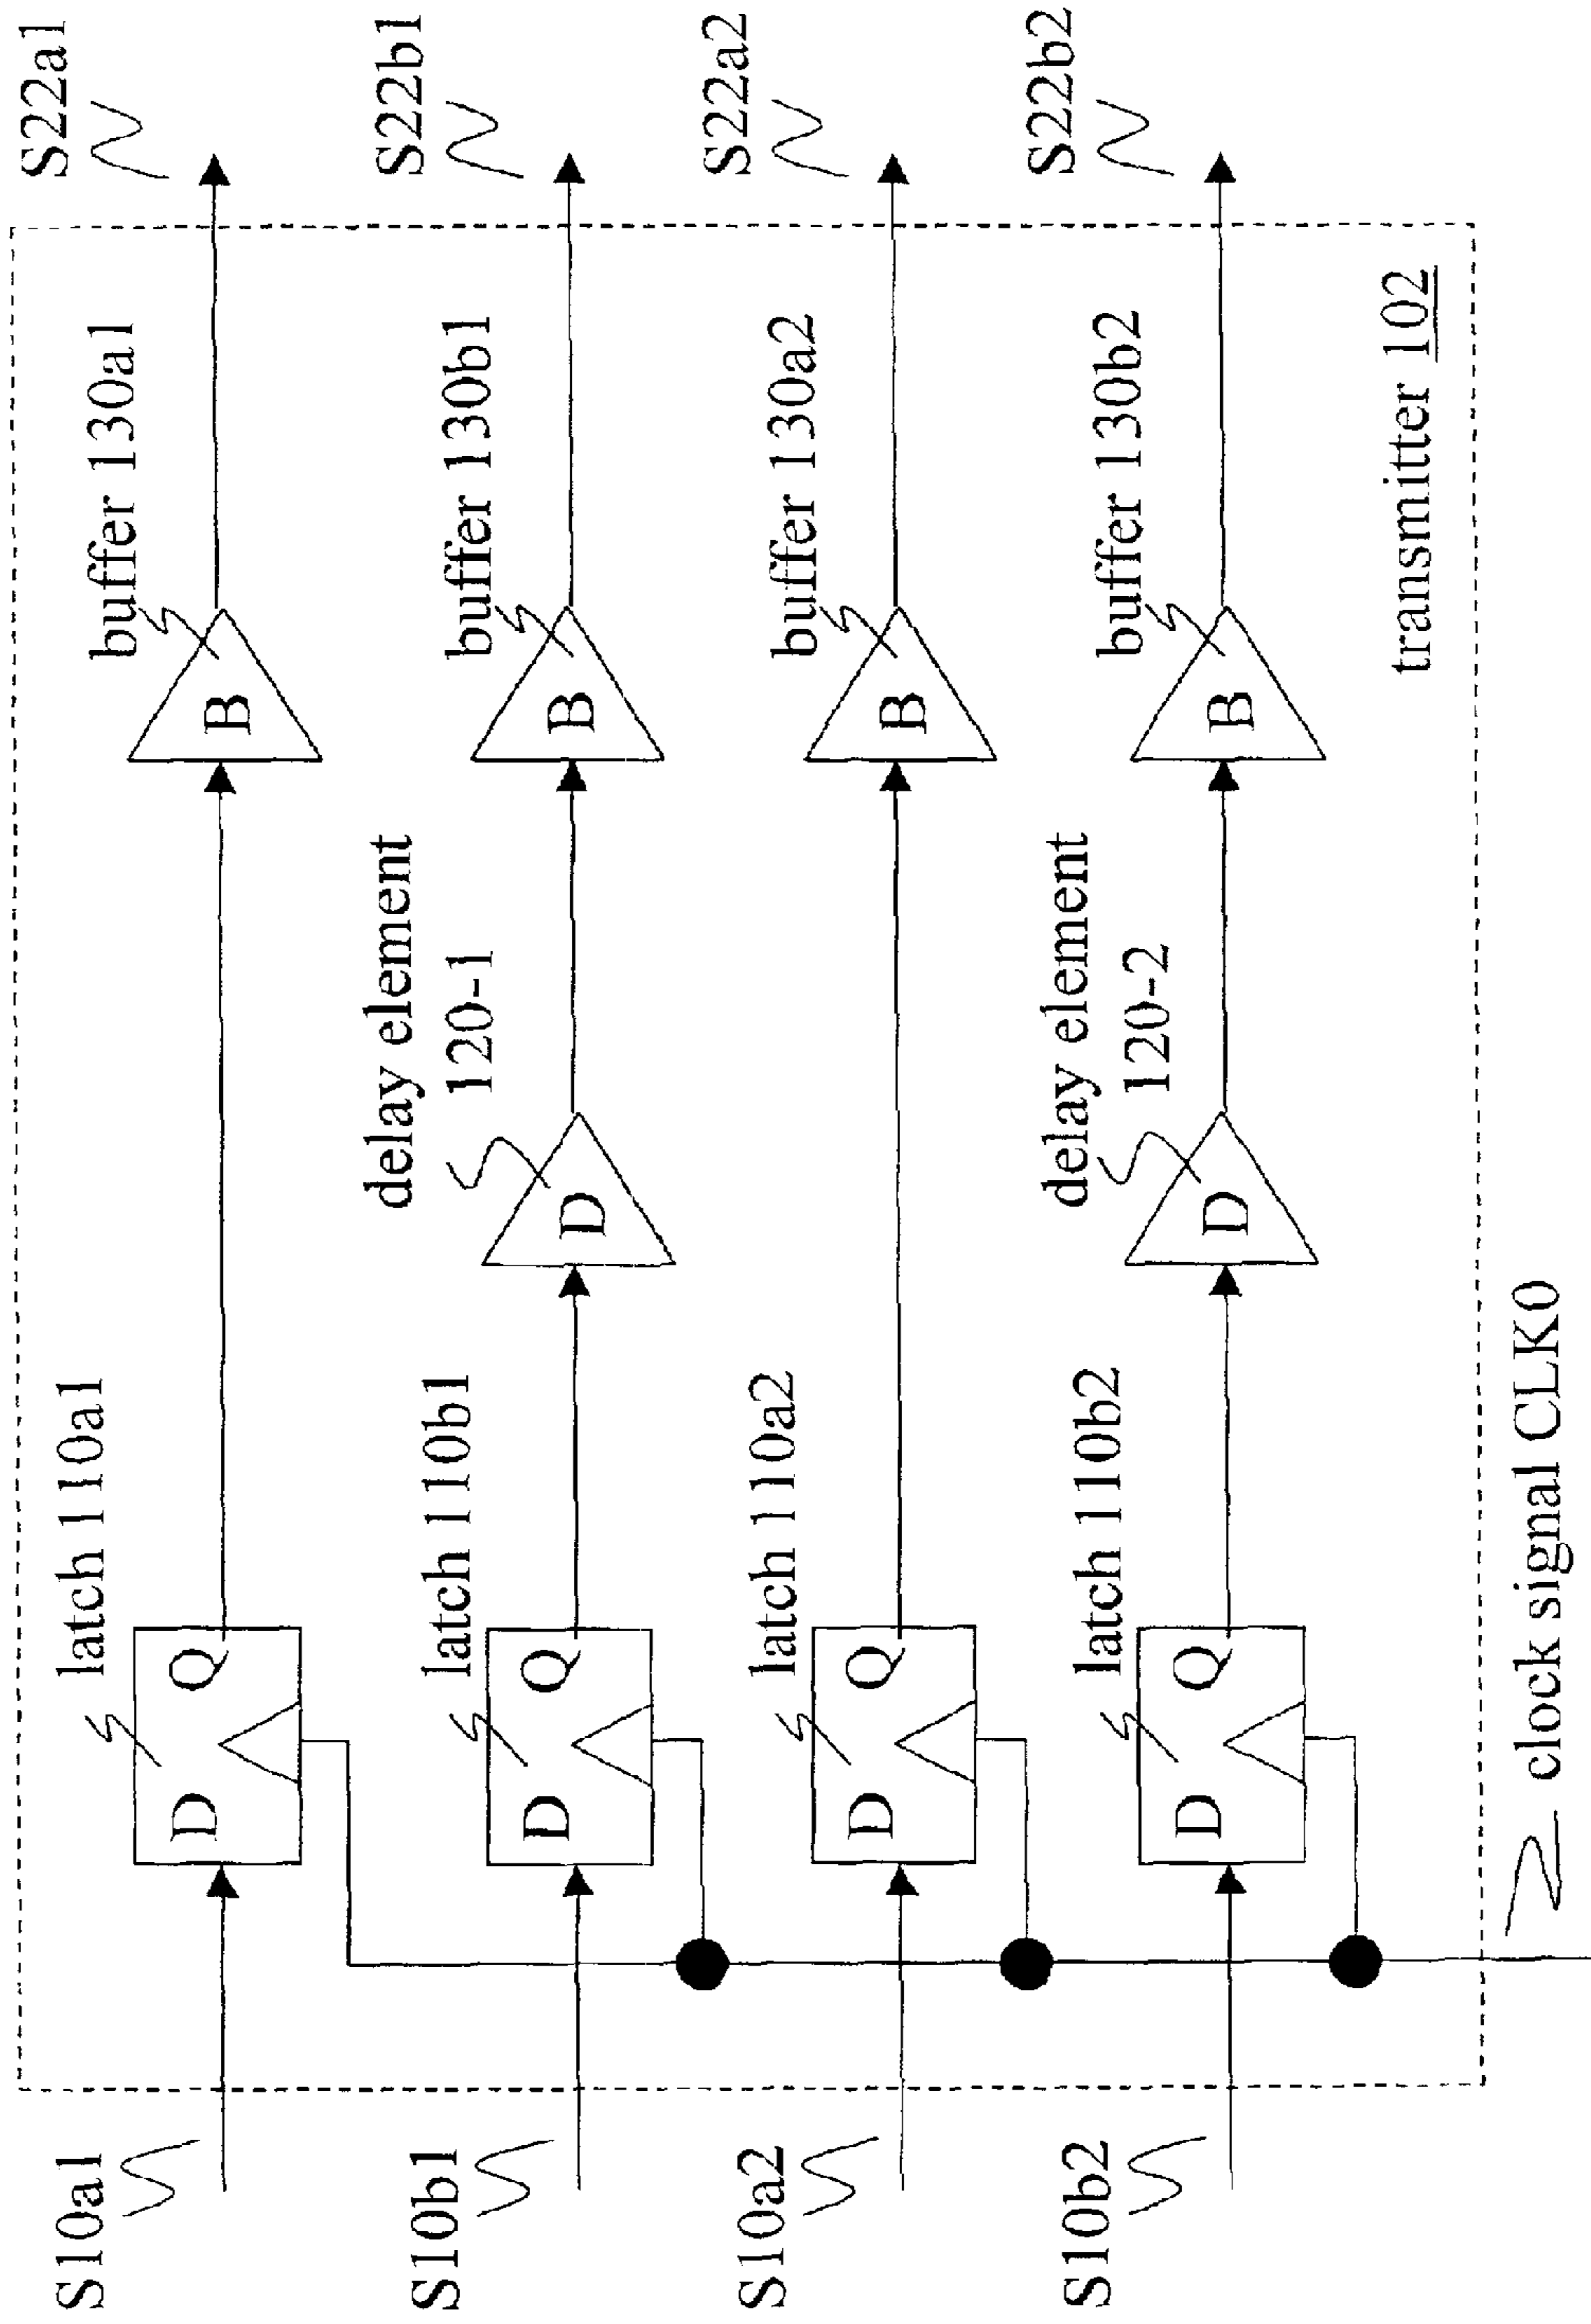 S10a1
latch 110a1
D
Q
buffer 130a1
B
S22a1
S10b1
latch 110b1
D
Q
delay element
120-1
D
buffer 130b1
B
S22b1
S10a2
latch 110a2
D
Q
buffer 130a2
B
S22a2
S10b2
latch 110b2
D
Q
delay element
120-2
D
buffer 130b2
B
S22b2
transmitter 102
clock signal CLK0